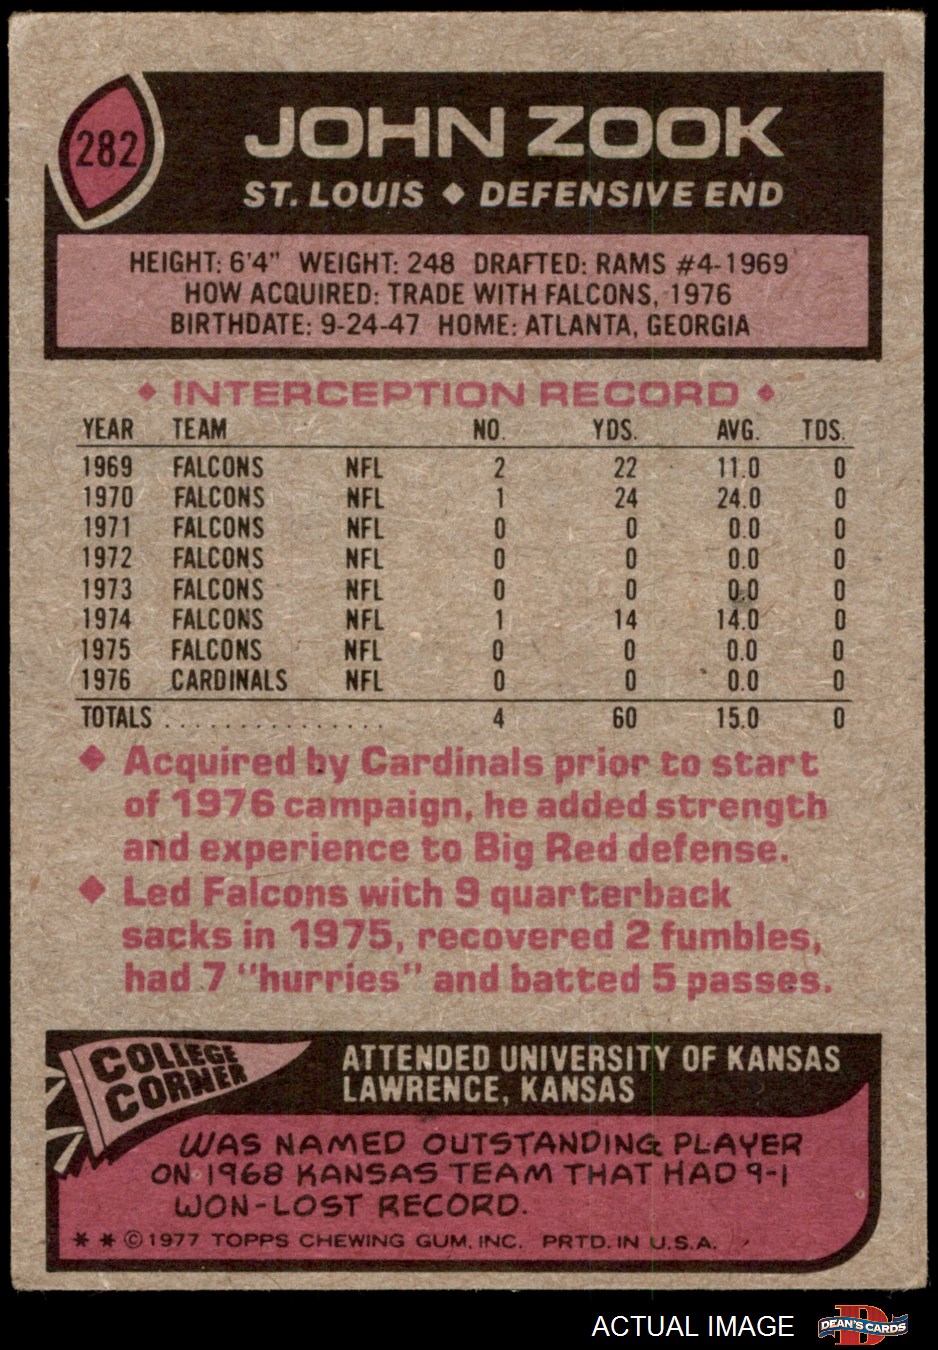 282
JOHN ZOOK
ST. LOUIS ◆ DEFENSIVE END
HEIGHT: 6'4" WEIGHT: 248 DRAFTED: RAMS #4-1969
HOW ACQUIRED: TRADE WITH FALCONS, 1976
BIRTHDATE: 9-24-47 HOME: ATLANTA, GEORGIA
◆ INTERCEPTION RECORD ◆
YEAR TEAM NO. YDS. AVG. TDS.
1969 FALCONS NFL 2 22 11.0 0
1970 FALCONS NFL 1 24 24.0 0
1971 FALCONS NFL 0 0 0.0 0
1972 FALCONS NFL 0 0 0.0 0
1973 FALCONS NFL 0 0 0.0 0
1974 FALCONS NFL 1 14 14.0 0
1975 FALCONS NFL 0 0 0.0 0
1976 CARDINALS NFL 0 0 0.0 0
TOTALS . . . . . . . . . . . . . . . 4 60 15.0 0
◆ Acquired by Cardinals prior to start
of 1976 campaign, he added strength
and experience to Big Red defense.
◆ Led Falcons with 9 quarterback
sacks in 1975, recovered 2 fumbles,
had 7 "hurries" and batted 5 passes.
COLLEGE
CORNER
ATTENDED UNIVERSITY OF KANSAS
LAWRENCE, KANSAS
WAS NAMED OUTSTANDING PLAYER
ON 1968 KANSAS TEAM THAT HAD 9-1
WON-LOST RECORD.
* * © 1977 TOPPS CHEWING GUM, INC. PRTD. IN U.S.A.
ACTUAL IMAGE
DEAN'S CARDS